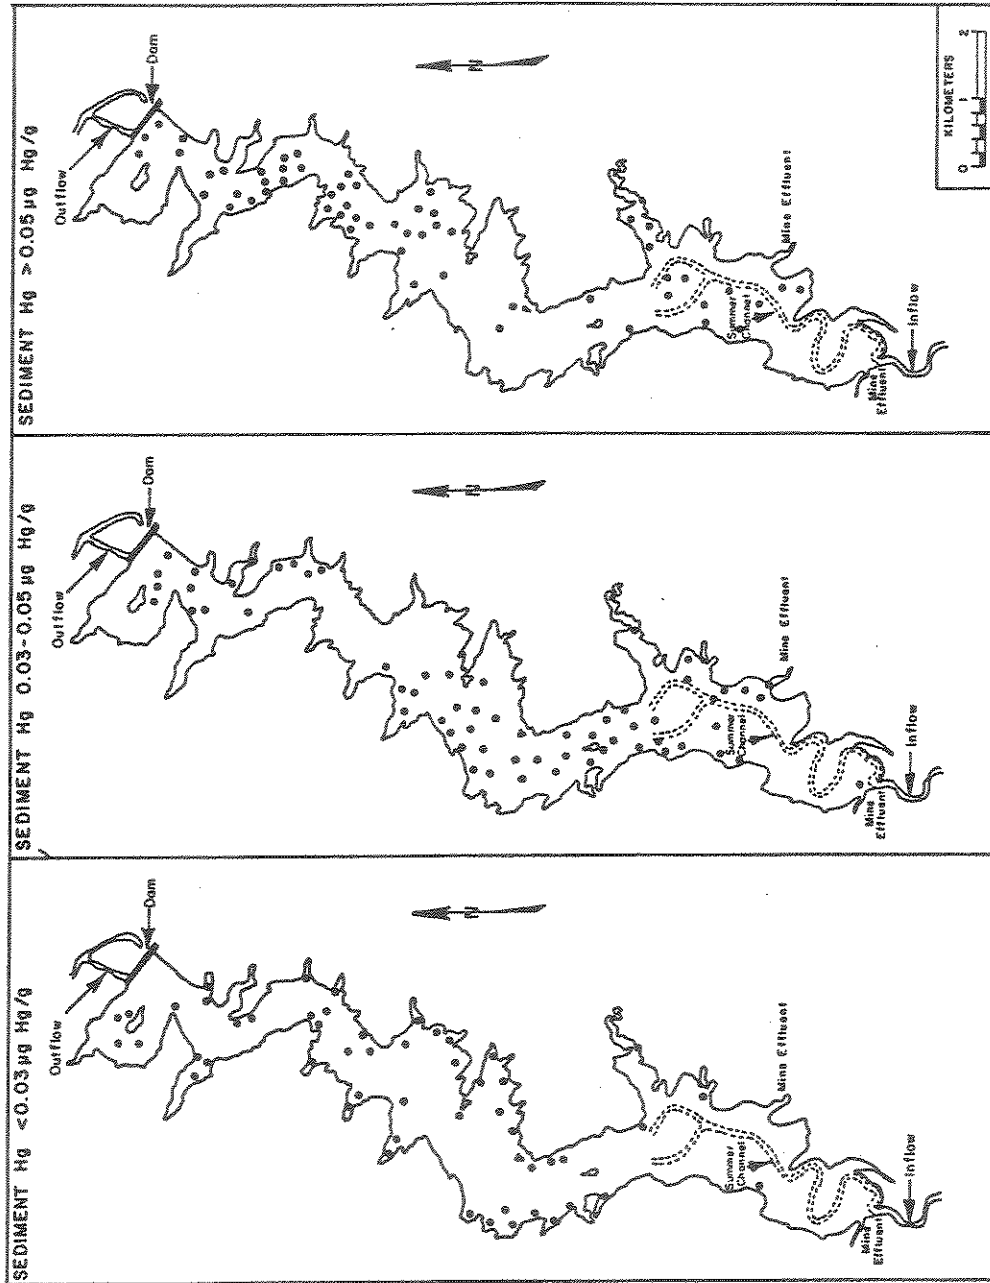 SEDIMENT Hg > 0.05 µg Hg/g
Outflow
Dam
N
Summer
Channel
Mine Effluent
Mine
Effluent
Inflow
KILOMETERS
0 1 2
SEDIMENT Hg 0.03-0.05 µg Hg/g
Outflow
Dam
N
Summer
Channel
Mine Effluent
Mine
Effluent
Inflow
SEDIMENT Hg <0.03 µg Hg/g
Outflow
Dam
N
Summer
Channel
Mine Effluent
Mine
Effluent
Inflow